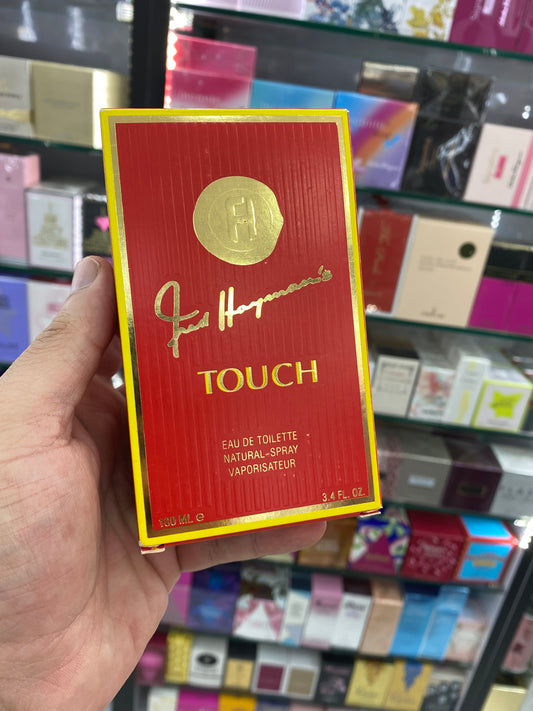 FH
Fred Hayman's
TOUCH
EAU DE TOILETTE
NATURAL-SPRAY
VAPORISATEUR
100 ML ℮
3.4 FL. OZ.